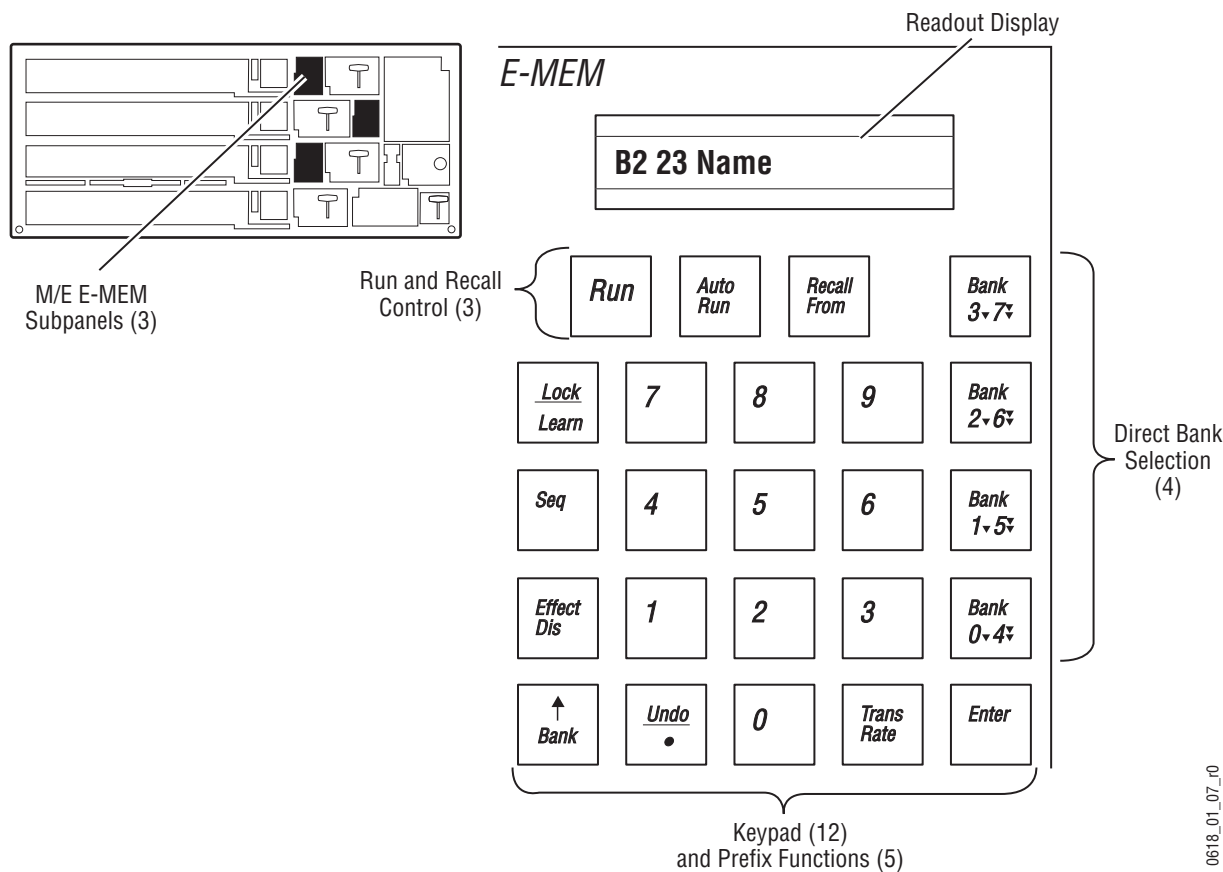 Readout Display
E-MEM
B2 23 Name
M/E E-MEM
Subpanels (3)
Run and Recall
Control (3)
Run
Auto
Run
Recall
From
Bank
3▾7⯯
Lock
Learn
7
8
9
Bank
2▾6⯯
Direct Bank
Selection
(4)
Seq
4
5
6
Bank
1▾5⯯
Effect
Dis
1
2
3
Bank
0▾4⯯
↑
Bank
Undo
•
0
Trans
Rate
Enter
Keypad (12)
and Prefix Functions (5)
0618_01_07_r0